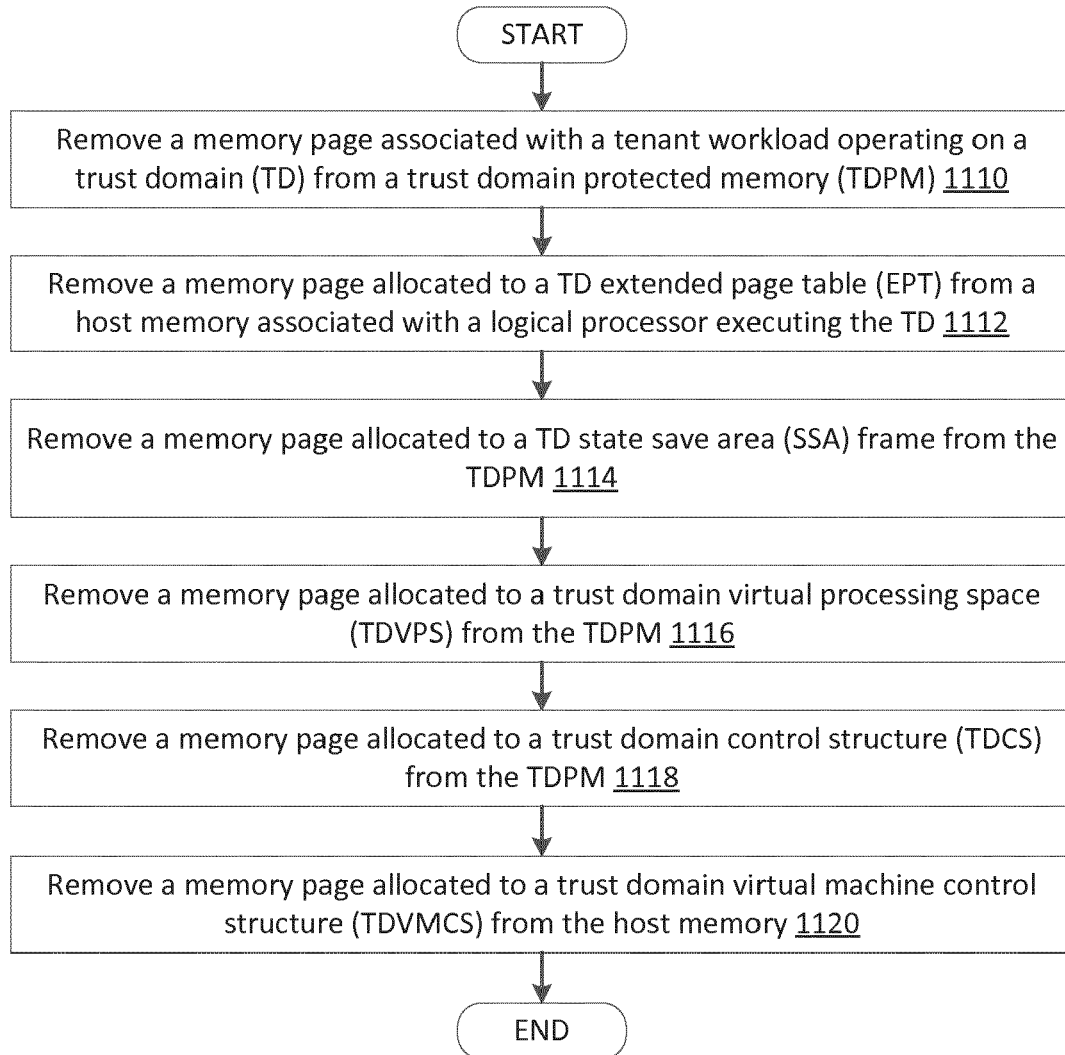 START
Remove a memory page associated with a tenant workload operating on a
trust domain (TD) from a trust domain protected memory (TDPM) 1110
Remove a memory page allocated to a TD extended page table (EPT) from a
host memory associated with a logical processor executing the TD 1112
Remove a memory page allocated to a TD state save area (SSA) frame from the
TDPM 1114
Remove a memory page allocated to a trust domain virtual processing space
(TDVPS) from the TDPM 1116
Remove a memory page allocated to a trust domain control structure (TDCS)
from the TDPM 1118
Remove a memory page allocated to a trust domain virtual machine control
structure (TDVMCS) from the host memory 1120
END